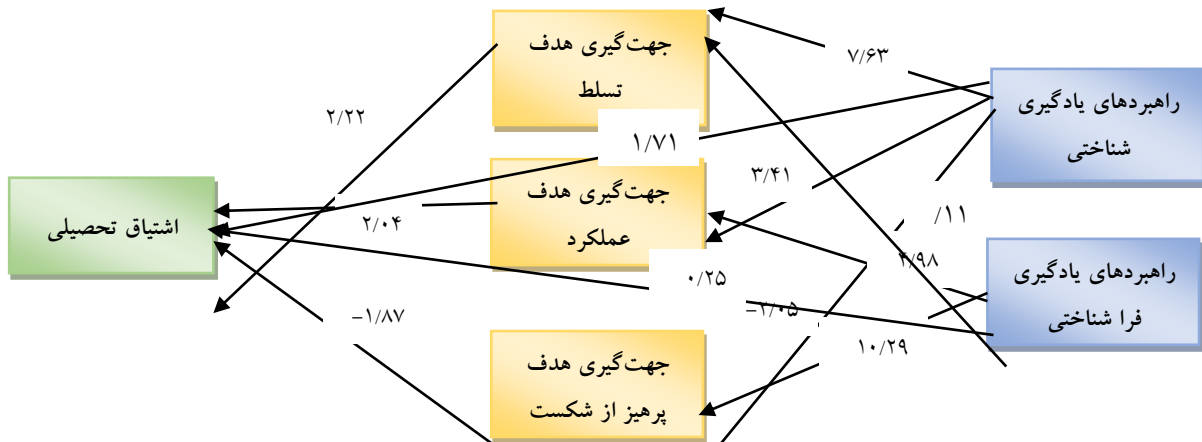 جهت‌گیری هدف
تسلط
۷/۶۳
راهبردهای یادگیری
شناختی
۲/۲۲
۱/۷۱
۳/۴۱
جهت‌گیری هدف
عملکرد
اشتیاق تحصیلی
۲/۰۴
/۱۱
راهبردهای یادگیری
فرا شناختی
۰/۲۵
−۱/۸۷
۱۰/۲۹
جهت‌گیری هدف
پرهیز از شکست